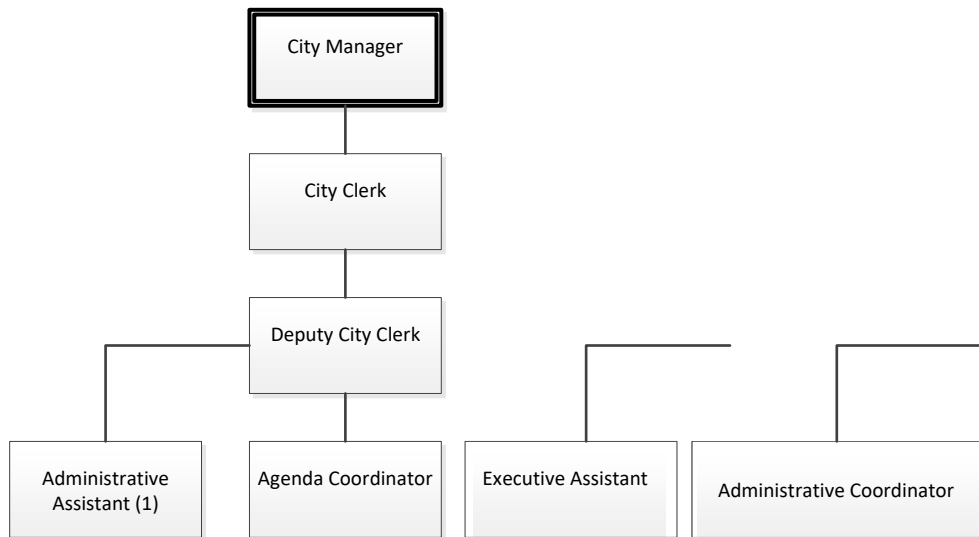 City Manager
City Clerk
Deputy City Clerk
Administrative
Assistant (1)
Agenda Coordinator
Executive Assistant
Administrative Coordinator